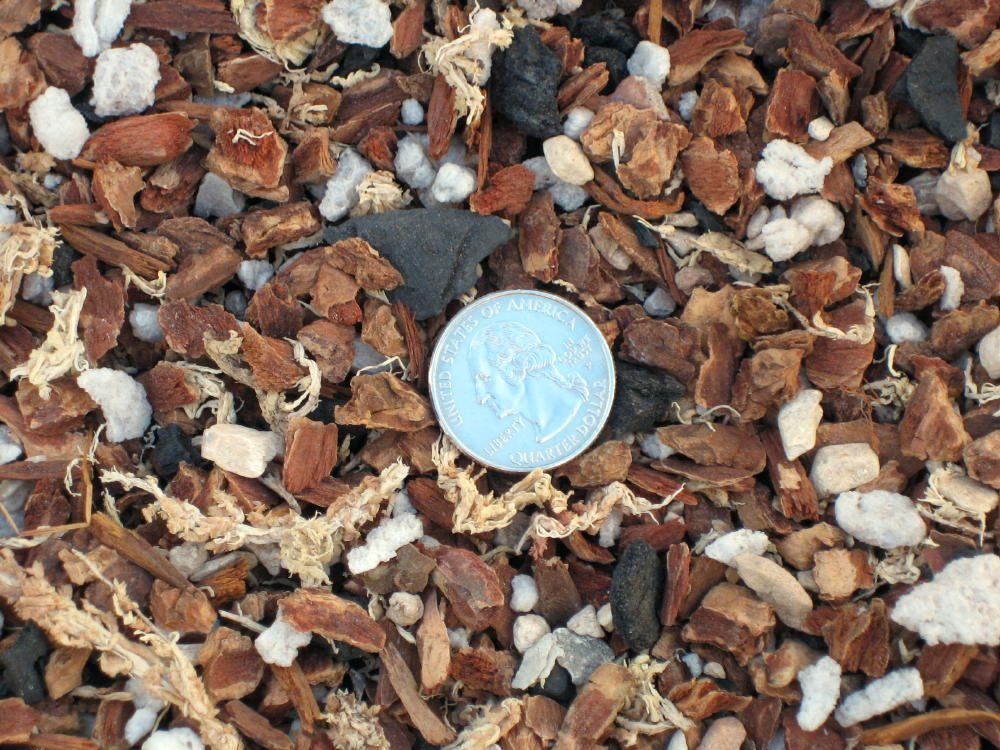 UNITED STATES OF AMERICA
LIBERTY
QUARTER DOLLAR